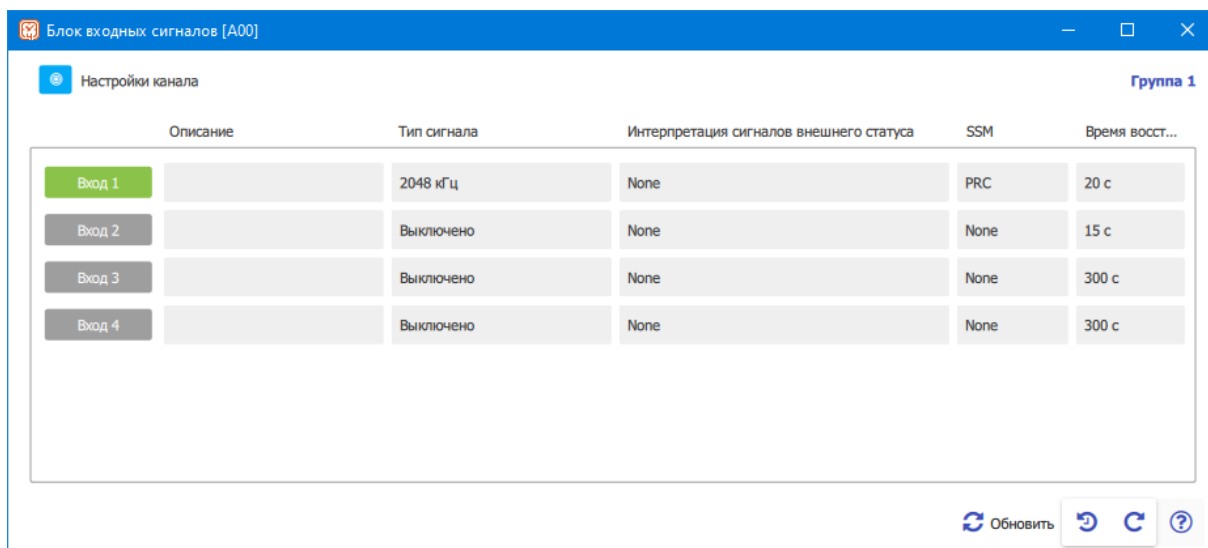 Блок входных сигналов [A00]
Настройки канала Группа 1
Описание Тип сигнала Интерпретация сигналов внешнего статуса SSM Время восст...
Вход 1 2048 кГц None PRC 20 с
Вход 2 Выключено None None 15 с
Вход 3 Выключено None None 300 с
Вход 4 Выключено None None 300 с
Обновить